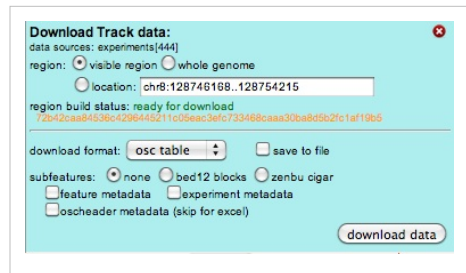 Download Track data:
data sources: experiments[444]
region: visible region whole genome
location: chr8:128746168..128754215
region build status: ready for download
72b42caa84536c4296445211c05eac3efc733468caaa30ba8d5b2fc1af19b5
download format: osc table save to file
subfeatures: none bed12 blocks zenbu cigar
feature metadata experiment metadata
oscheader metadata (skip for excel)
download data